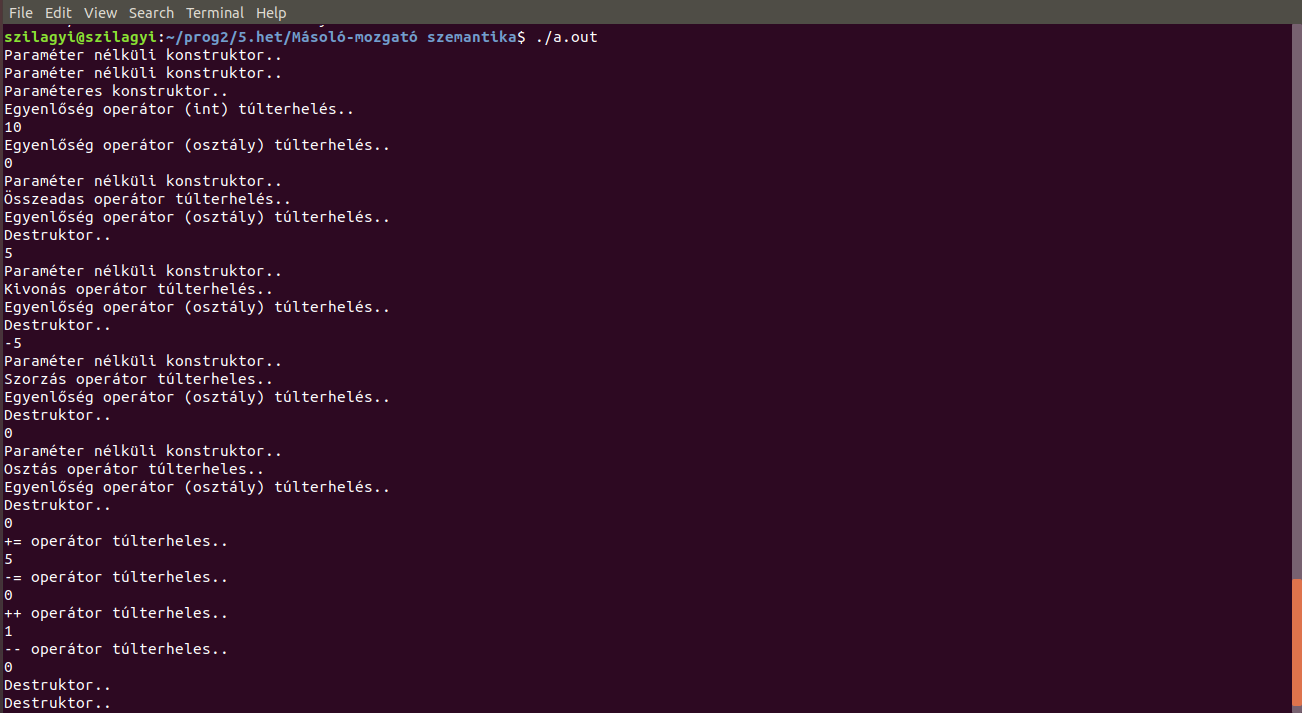 File Edit View Search Terminal Help
szilagyi@szilagyi:~/prog2/5.het/Másoló-mozgató szemantika$ ./a.out
Paraméter nélküli konstruktor..
Paraméter nélküli konstruktor..
Paraméteres konstruktor..
Egyenlőség operátor (int) túlterhelés..
10
Egyenlőség operátor (osztály) túlterhelés..
0
Paraméter nélküli konstruktor..
Összeadas operátor túlterhelés..
Egyenlőség operátor (osztály) túlterhelés..
Destruktor..
5
Paraméter nélküli konstruktor..
Kivonás operátor túlterhelés..
Egyenlőség operátor (osztály) túlterhelés..
Destruktor..
-5
Paraméter nélküli konstruktor..
Szorzás operátor túlterheles..
Egyenlőség operátor (osztály) túlterhelés..
Destruktor..
0
Paraméter nélküli konstruktor..
Osztás operátor túlterheles..
Egyenlőség operátor (osztály) túlterhelés..
Destruktor..
0
+= operátor túlterheles..
5
-= operátor túlterheles..
0
++ operátor túlterheles..
1
-- operátor túlterheles..
0
Destruktor..
Destruktor..